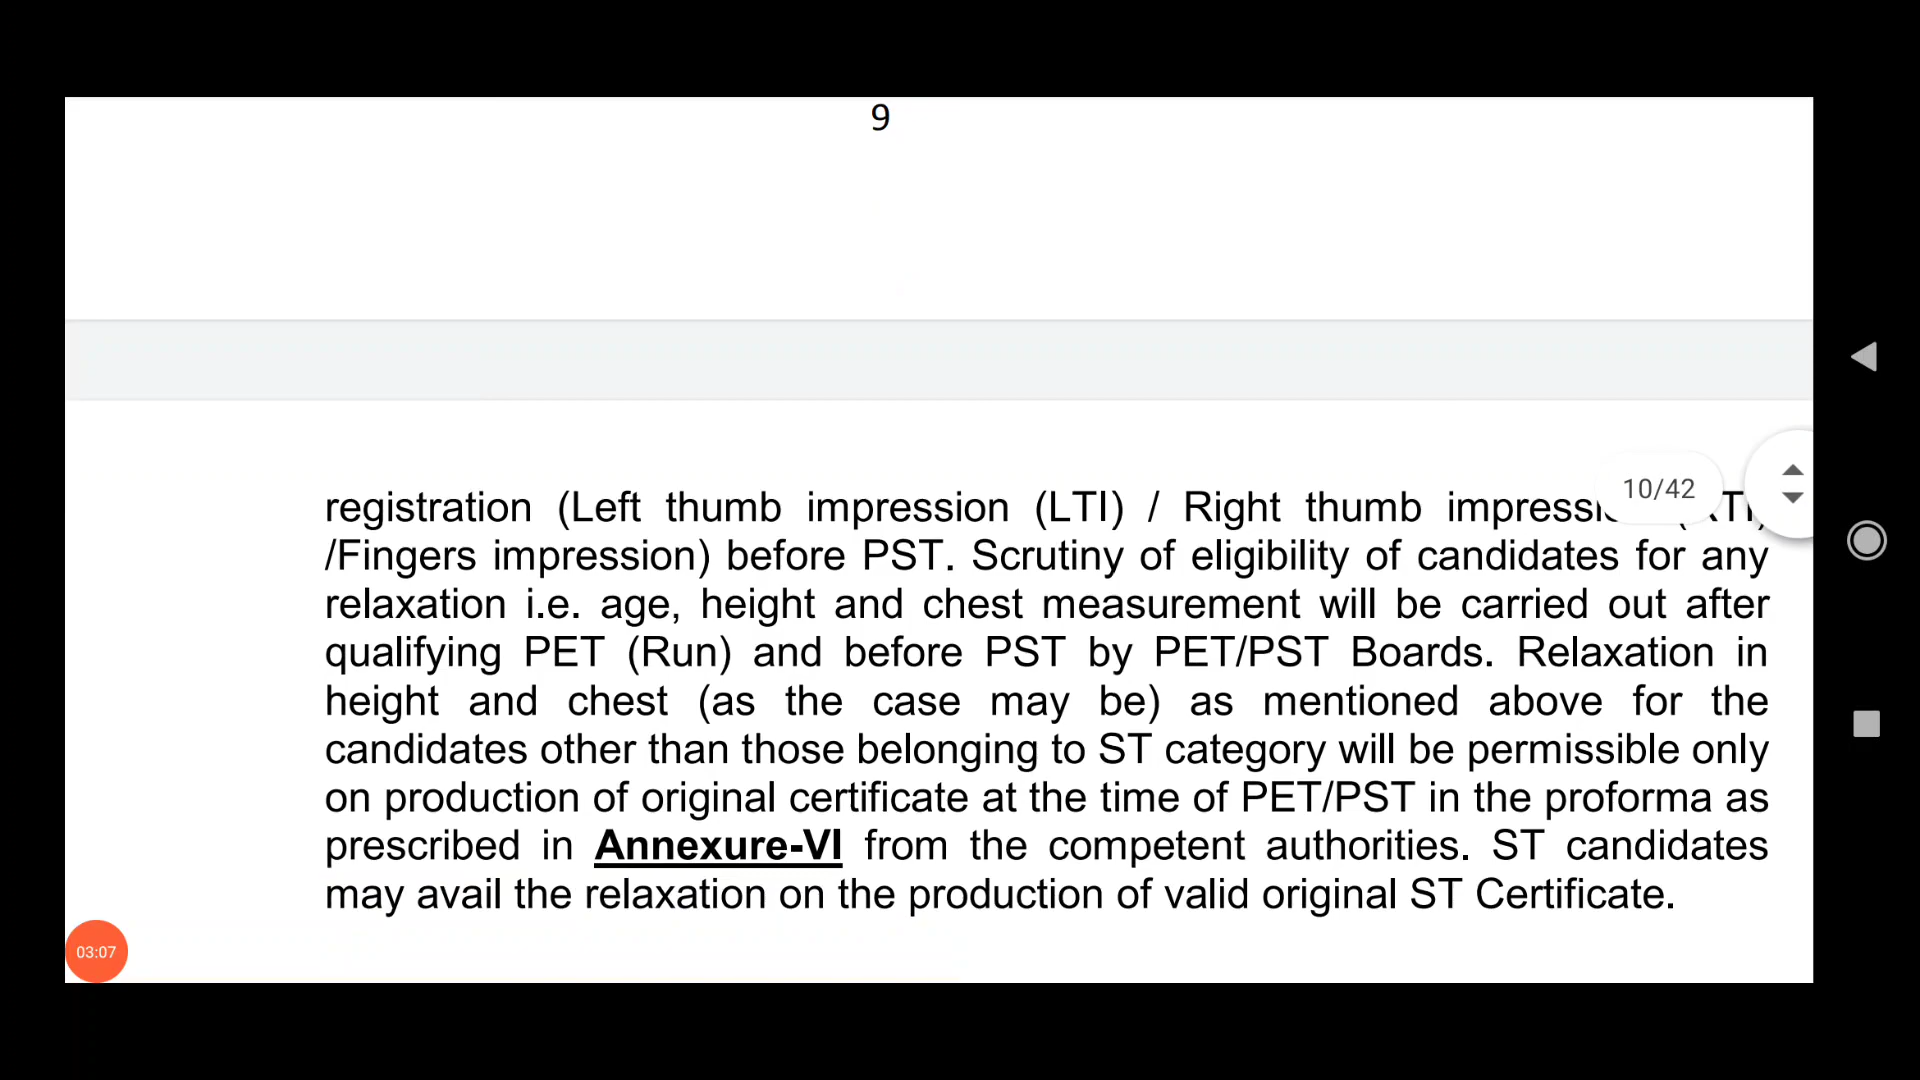 9
10/42
registration (Left thumb impression (LTI) / Right thumb
/Fingers impression) before PST. Scrutiny of eligibility of candidates for any
relaxation i.e. age, height and chest measurement will be carried out after
qualifying PET (Run) and before PST by PET/PST Boards. Relaxation in
height and chest (as the case may be) as mentioned above for the
candidates other than those belonging to ST category will be permissible only
on production of original certificate at the time of PET/PST in the proforma as
prescribed in Annexure-VI from the competent authorities. ST candidates
may avail the relaxation on the production of valid original ST Certificate.
03:07